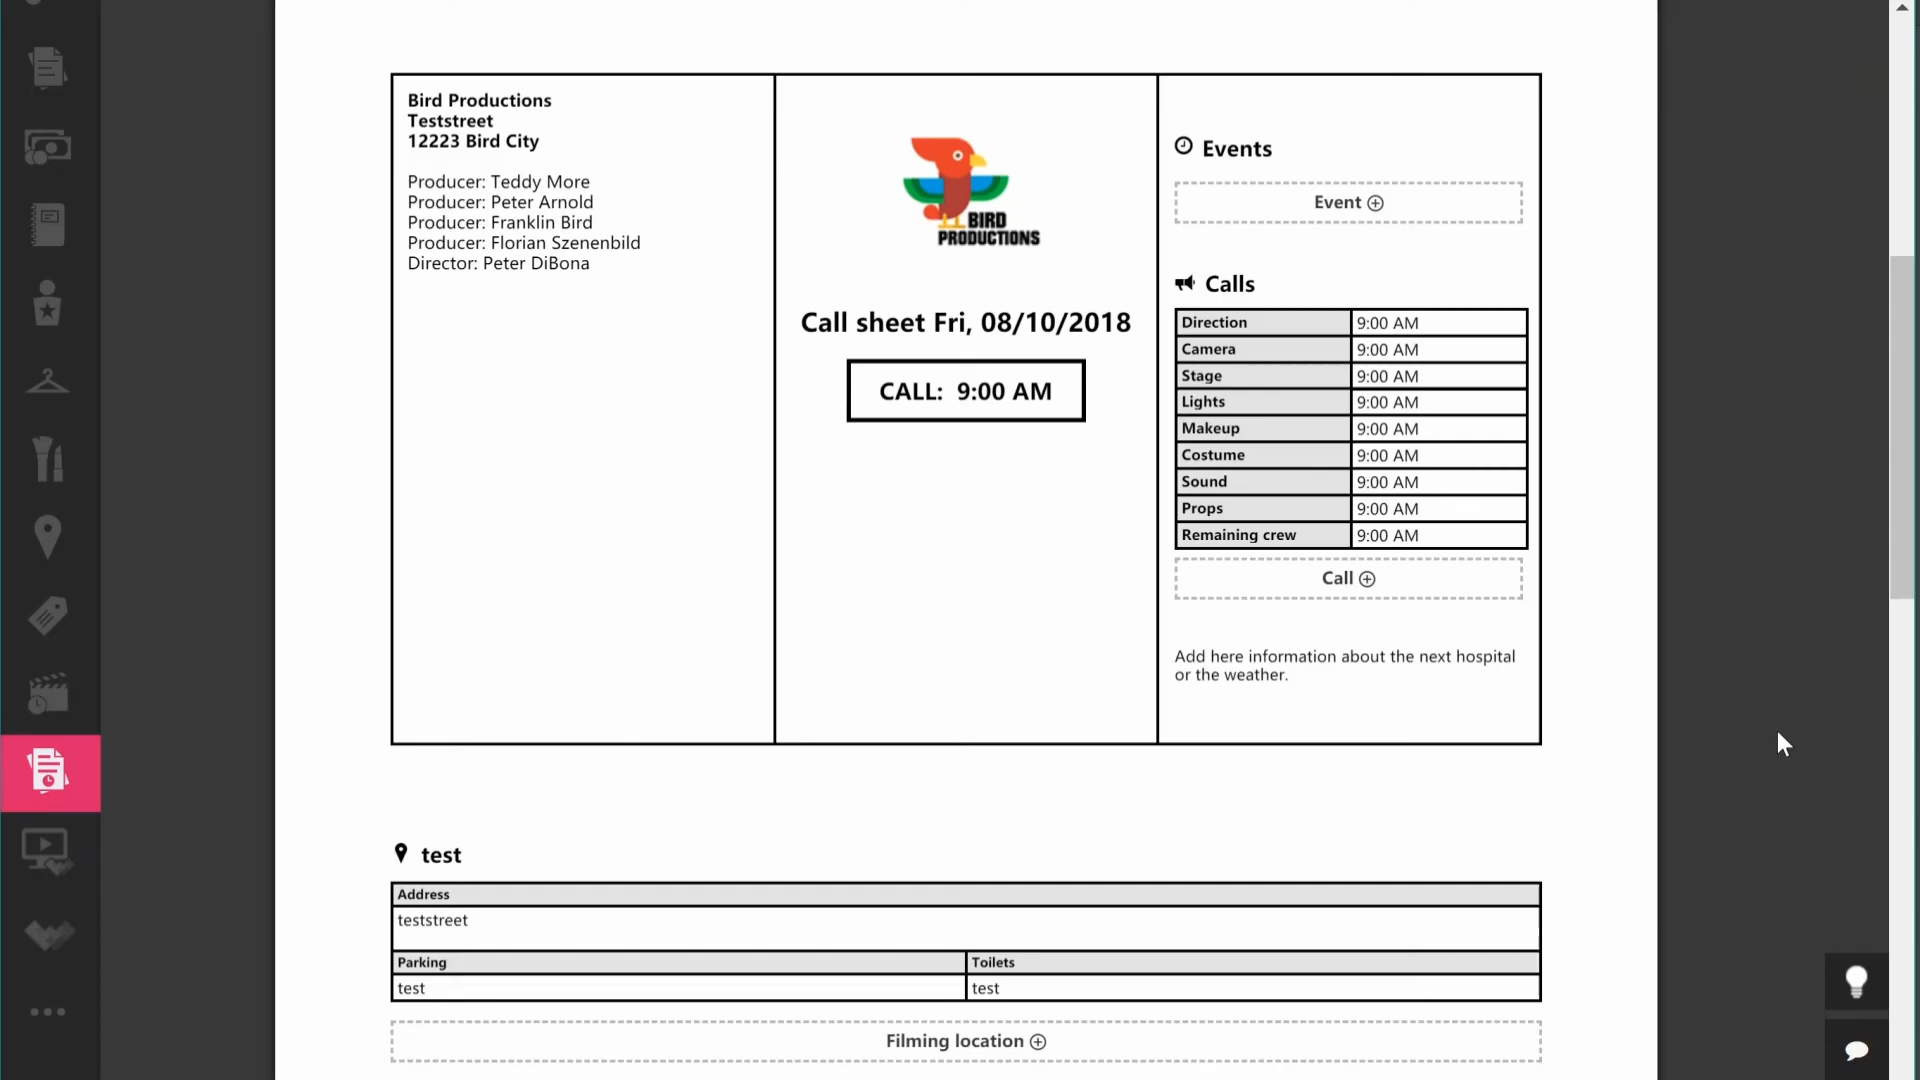 Bird Productions
Teststreet
12223 Bird City
Producer: Teddy More
Producer: Peter Arnold
Producer: Franklin Bird
Producer: Florian Szenenbild
Director: Peter DiBona
BIRD
PRODUCTIONS
Call sheet Fri, 08/10/2018
CALL: 9:00 AM
Events
Event
Calls
Direction 9:00 AM
Camera 9:00 AM
Stage 9:00 AM
Lights 9:00 AM
Makeup 9:00 AM
Costume 9:00 AM
Sound 9:00 AM
Props 9:00 AM
Remaining crew 9:00 AM
Call
Add here information about the next hospital
or the weather.
test
Address
teststreet
Parking Toilets
test test
Filming location